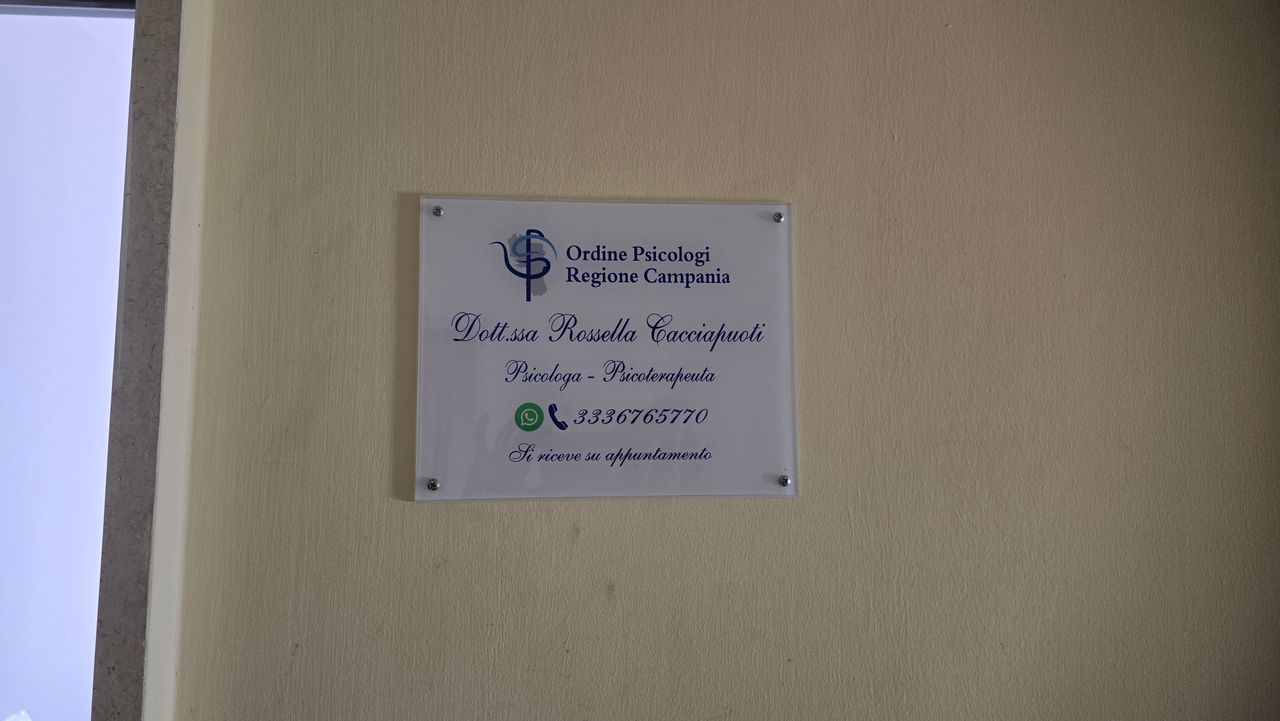 Ordine Psicologi
Regione Campania
Dott.ssa Rossella Cacciapuoti
Psicologa - Psicoterapeuta
3336765770
Si riceve su appuntamento